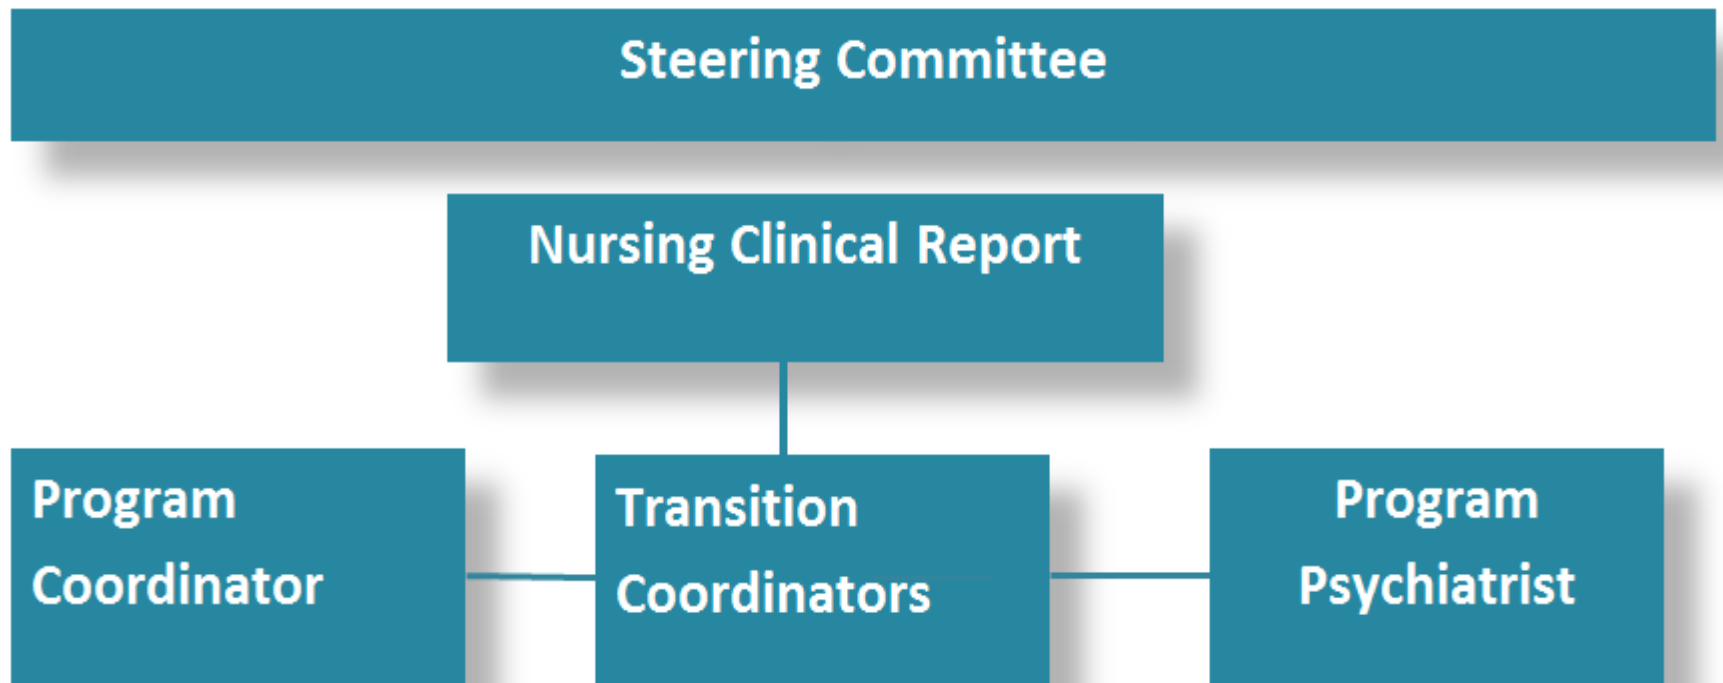 Steering Committee
Nursing Clinical Report
Program
Coordinator
Transition
Coordinators
Program
Psychiatrist